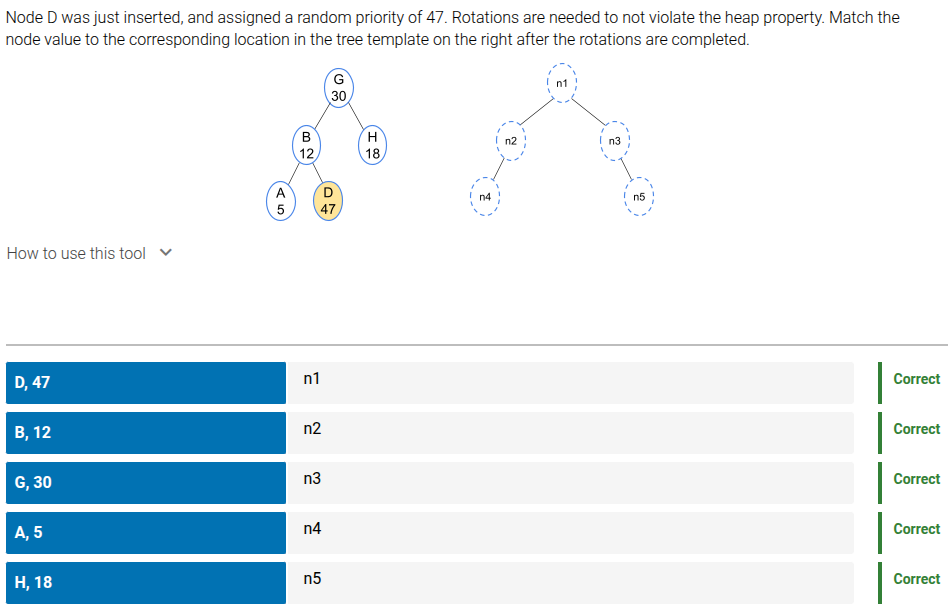 Node D was just inserted, and assigned a random priority of 47. Rotations are needed to not violate the heap property. Match the
node value to the corresponding location in the tree template on the right after the rotations are completed.
G
30
n1
B
12
H
18
n2
n3
A
5
D
47
n4
n5
How to use this tool
D, 47
n1
Correct
B, 12
n2
Correct
G, 30
n3
Correct
A, 5
n4
Correct
H, 18
n5
Correct